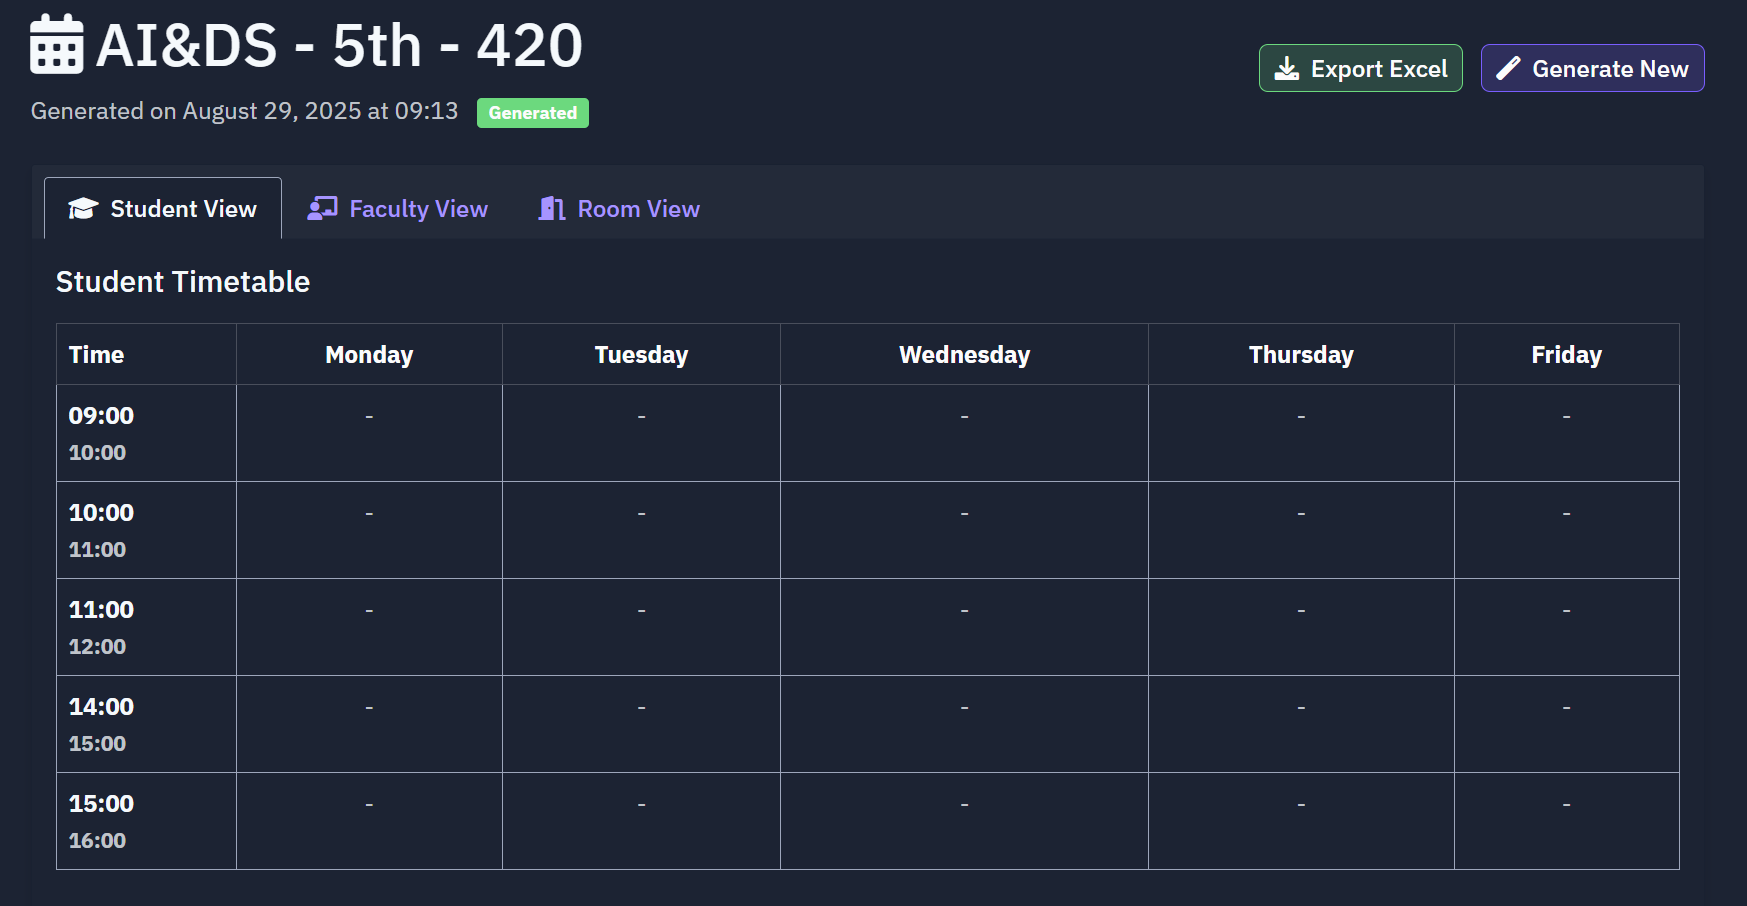 AI&DS - 5th - 420
Export Excel
Generate New
Generated on August 29, 2025 at 09:13 Generated
Student View Faculty View Room View
Student Timetable
Time Monday Tuesday Wednesday Thursday Friday
09:00 - - - - -
10:00
10:00 - - - - -
11:00
11:00 - - - - -
12:00
14:00 - - - - -
15:00
15:00 - - - - -
16:00